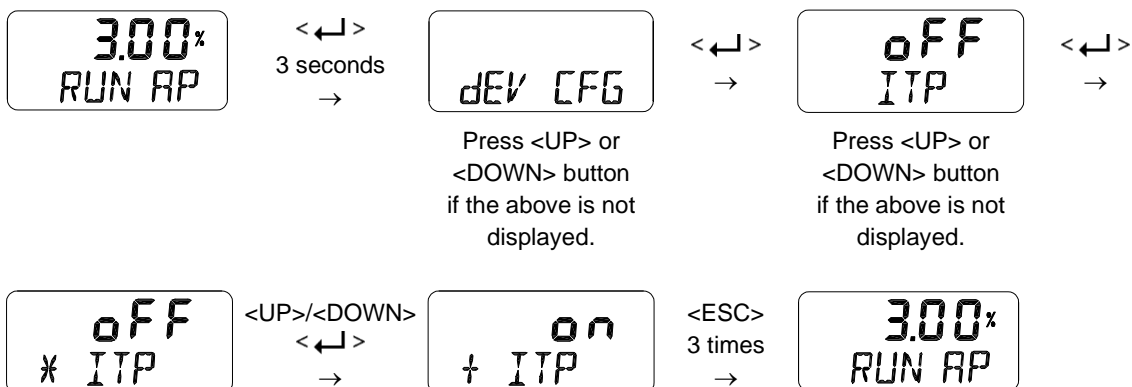 3.00%
RUN AP
< ↵ >
3 seconds
→
dEV CFG
Press <UP> or
<DOWN> button
if the above is not
displayed.
< ↵ >
→
oFF
ITP
Press <UP> or
<DOWN> button
if the above is not
displayed.
< ↵ >
→
oFF
* ITP
<UP>/<DOWN>
< ↵ >
→
on
+ ITP
<ESC>
3 times
→
3.00%
RUN AP